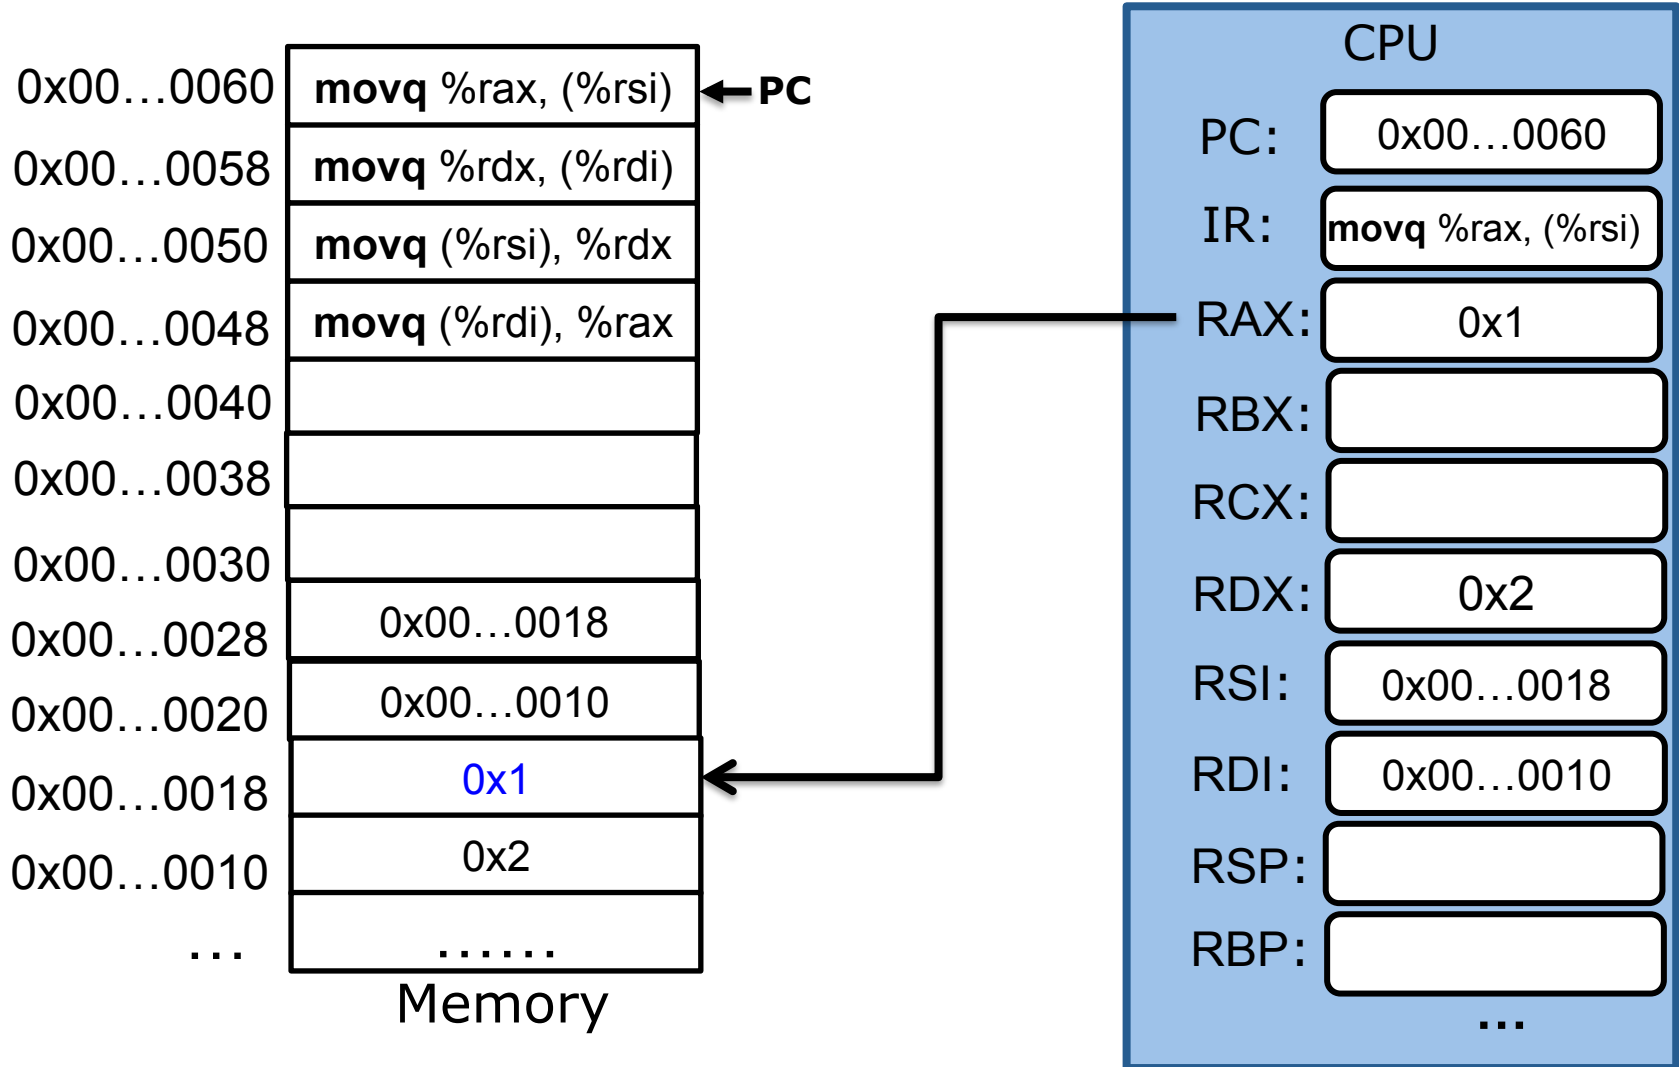 0x00…0060 movq %rax, (%rsi) PC
0x00…0058 movq %rdx, (%rdi)
0x00…0050 movq (%rsi), %rdx
0x00…0048 movq (%rdi), %rax
0x00…0040
0x00…0038
0x00…0030
0x00…0028 0x00…0018
0x00…0020 0x00…0010
0x00…0018 0x1
0x00…0010 0x2
… ……
Memory
CPU
PC: 0x00…0060
IR: movq %rax, (%rsi)
RAX: 0x1
RBX:
RCX:
RDX: 0x2
RSI: 0x00…0018
RDI: 0x00…0010
RSP:
RBP:
…